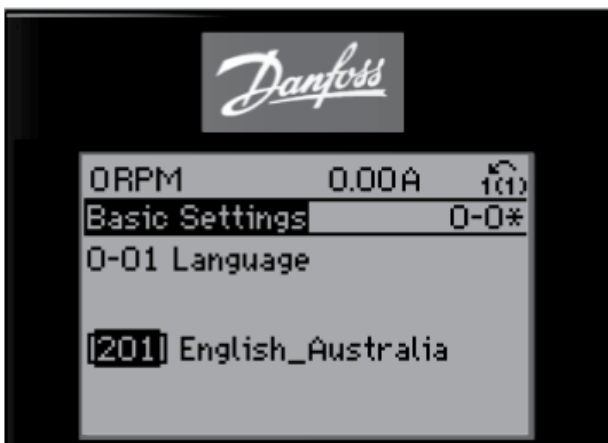 Danfoss
0RPM 0.00A 1(1)
Basic Settings 0-0*
0-01 Language
[201] English_Australia